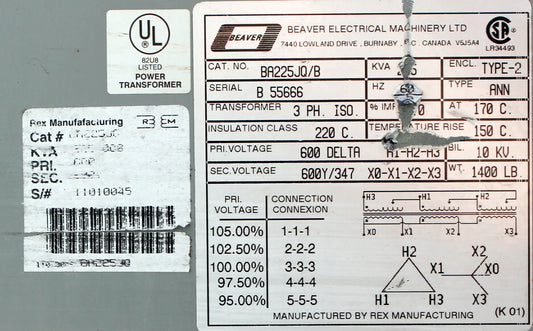 UL
82U8
LISTED
POWER
TRANSFORMER
Rex Manufafacturing
Cat # BA225JQ
KVA
PRI. 600
SEC.
S/# 11010045
BA225JQ
BEAVER
BEAVER ELECTRICAL MACHINERY LTD
7440 LOWLAND DRIVE, BURNABY, CANADA V5J5A4
LR34493
CAT. NO. BA225JQ/B KVA ENCL. TYPE-2
SERIAL B 55666 HZ 60 TYPE ANN
TRANSFORMER 3 PH. ISO. % IMP AT 170 C.
INSULATION CLASS 220 C. TEMPERATURE RISE 150 C.
PRI.VOLTAGE 600 DELTA H1-H2-H3 BIL 10 KV.
SEC.VOLTAGE 600Y/347 X0-X1-X2-X3 WT. 1400 LB
PRI. CONNECTION
VOLTAGE CONNEXION
105.00% 1-1-1
102.50% 2-2-2
100.00% 3-3-3
97.50% 4-4-4
95.00% 5-5-5
H3 H1 H2
X0 X1 X2 X3
H2 X2
X1 X0
H1 H3 X3
MANUFACTURED BY REX MANUFACTURING (K 01)